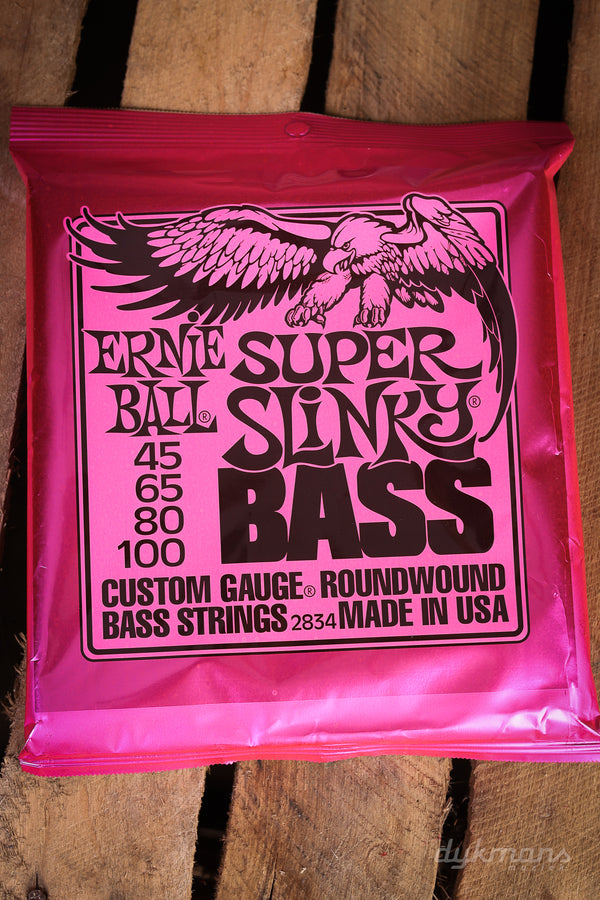 ERNIE BALL®
SUPER SLINKY®
BASS
45
65
80
100
CUSTOM GAUGE® ROUNDWOUND
BASS STRINGS 2834 MADE IN USA
dykmans